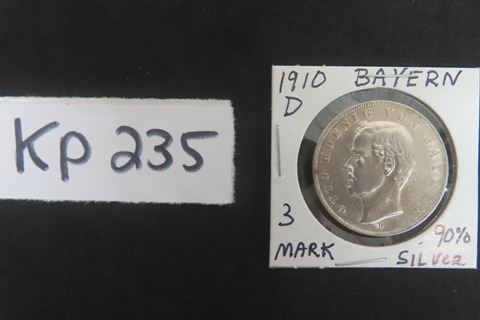 KP 235
1910 BAYERN
D
OTTO KOENIG VON BAYERN
D
3
MARK
90%
SILVER